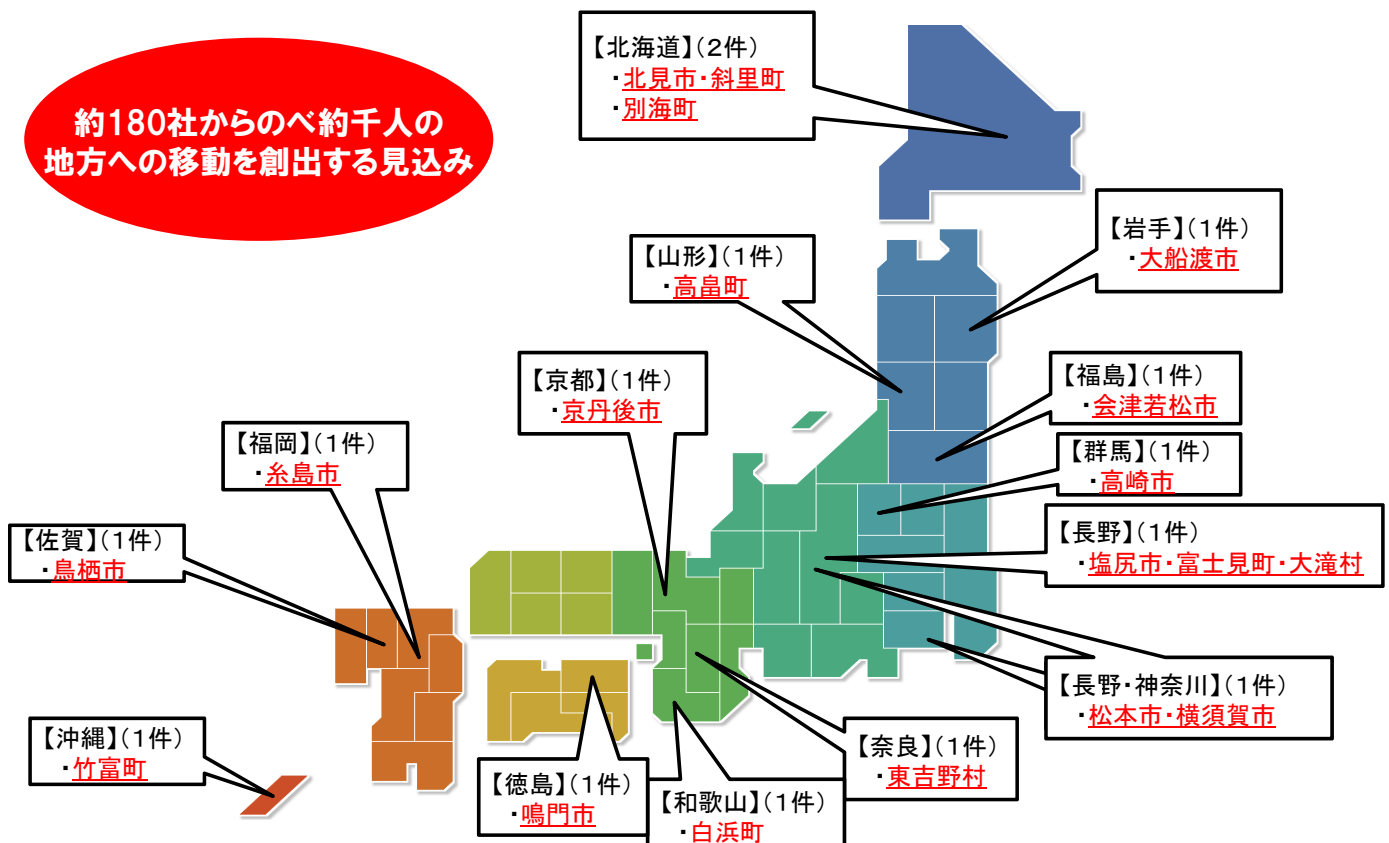 約180社からのべ約千人の
地方への移動を創出する見込み
【北海道】(2件)
・北見市・斜里町
・別海町
【岩手】(1件)
・大船渡市
【山形】(1件)
・高畠町
【福島】(1件)
・会津若松市
【京都】(1件)
・京丹後市
【群馬】(1件)
・高崎市
【福岡】(1件)
・糸島市
【長野】(1件)
・塩尻市・富士見町・大滝村
【佐賀】(1件)
・鳥栖市
【長野・神奈川】(1件)
・松本市・横須賀市
【沖縄】(1件)
・竹富町
【奈良】(1件)
・東吉野村
【徳島】(1件)
・鳴門市
【和歌山】(1件)
・白浜町